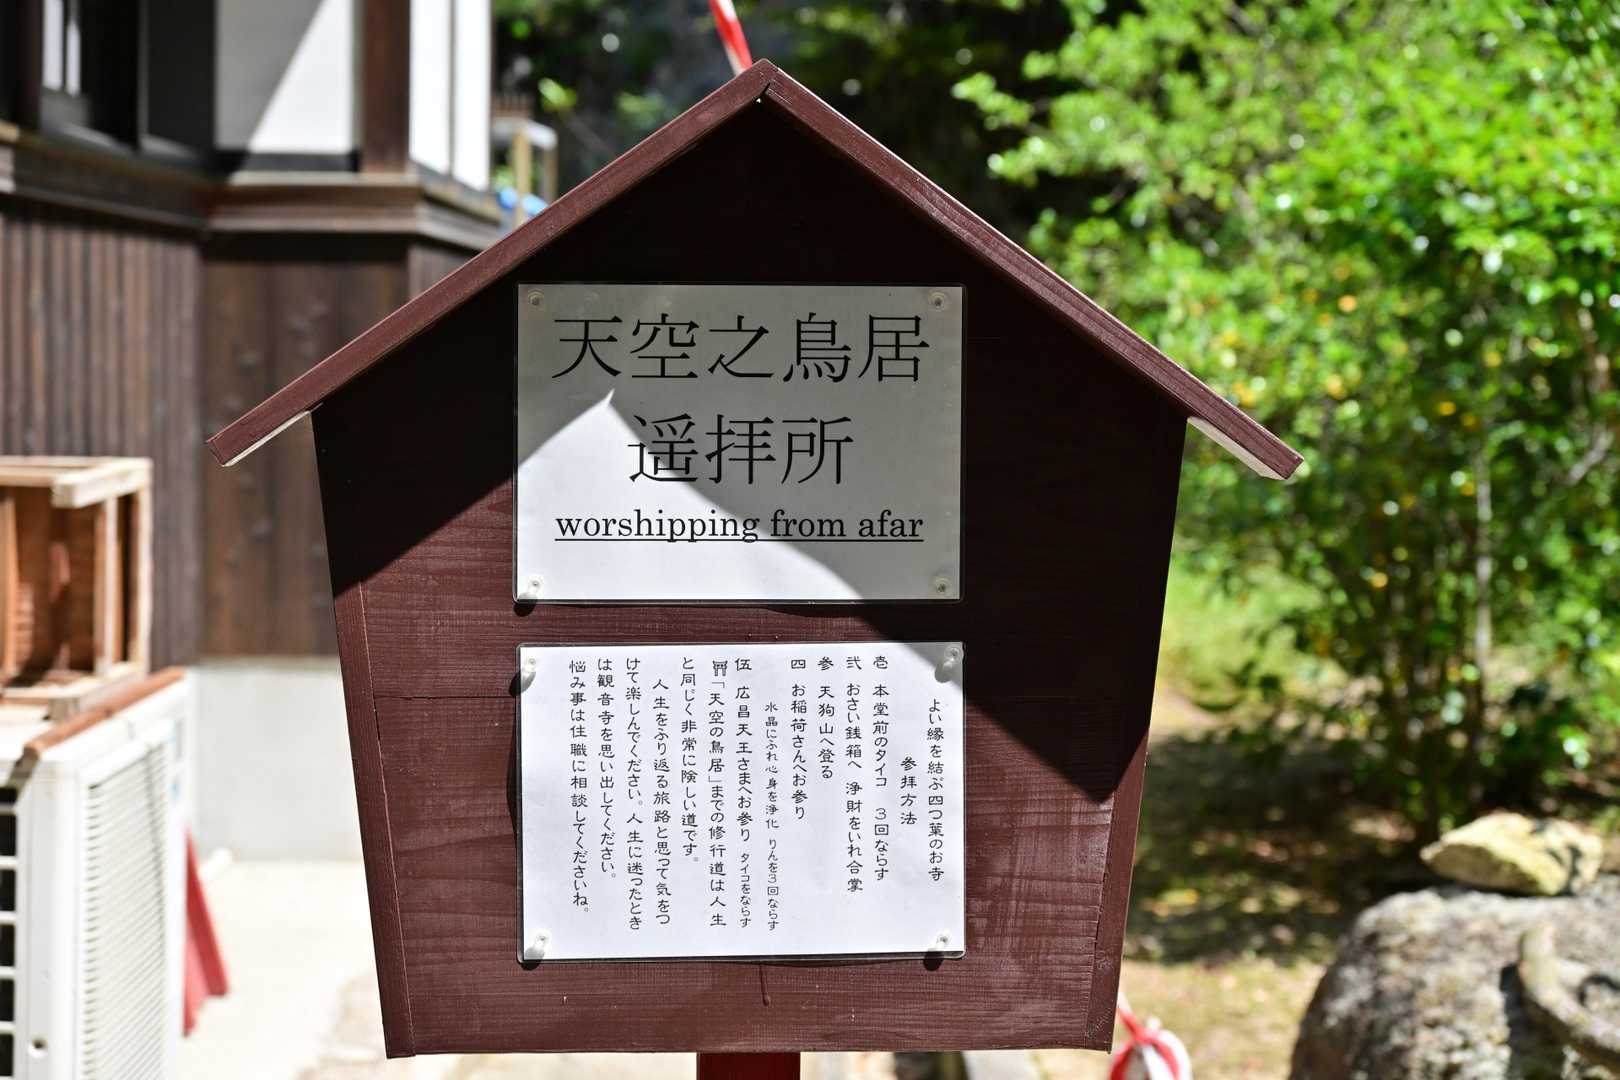 天空之鳥居
遥拝所
worshipping from afar
よい縁を結ぶ四つ葉のお寺
参拝方法
壱 本堂前のタイコ 3回ならす
弐 おさい銭箱へ 浄財をいれ合掌
参 天狗山へ登る
四 お稲荷さんへお参り
水晶にふれ心身を浄化 りんを3回ならす
伍 広昌天王さまへお参り タイコをならす
⛩「天空の鳥居」までの修行道は人生
と同じく非常に険しい道です。
人生をふり返る旅路と思って気をつ
けて楽しんでください。人生に迷ったとき
は観音寺を思い出してください。
悩み事は住職に相談してくださいね。